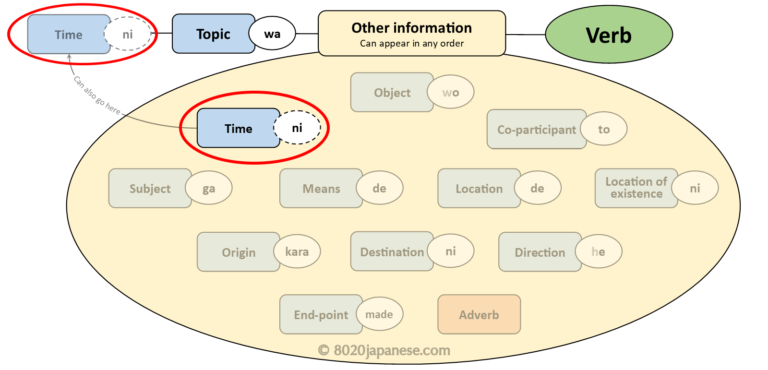 Time ni
Topic wa
Other information
Can appear in any order
Verb
Can also go here
Time ni
Object wo
Co-participant to
Subject ga
Means de
Location de
Location of
existence ni
Origin kara
Destination ni
Direction he
End-point made
Adverb
© 8020japanese.com